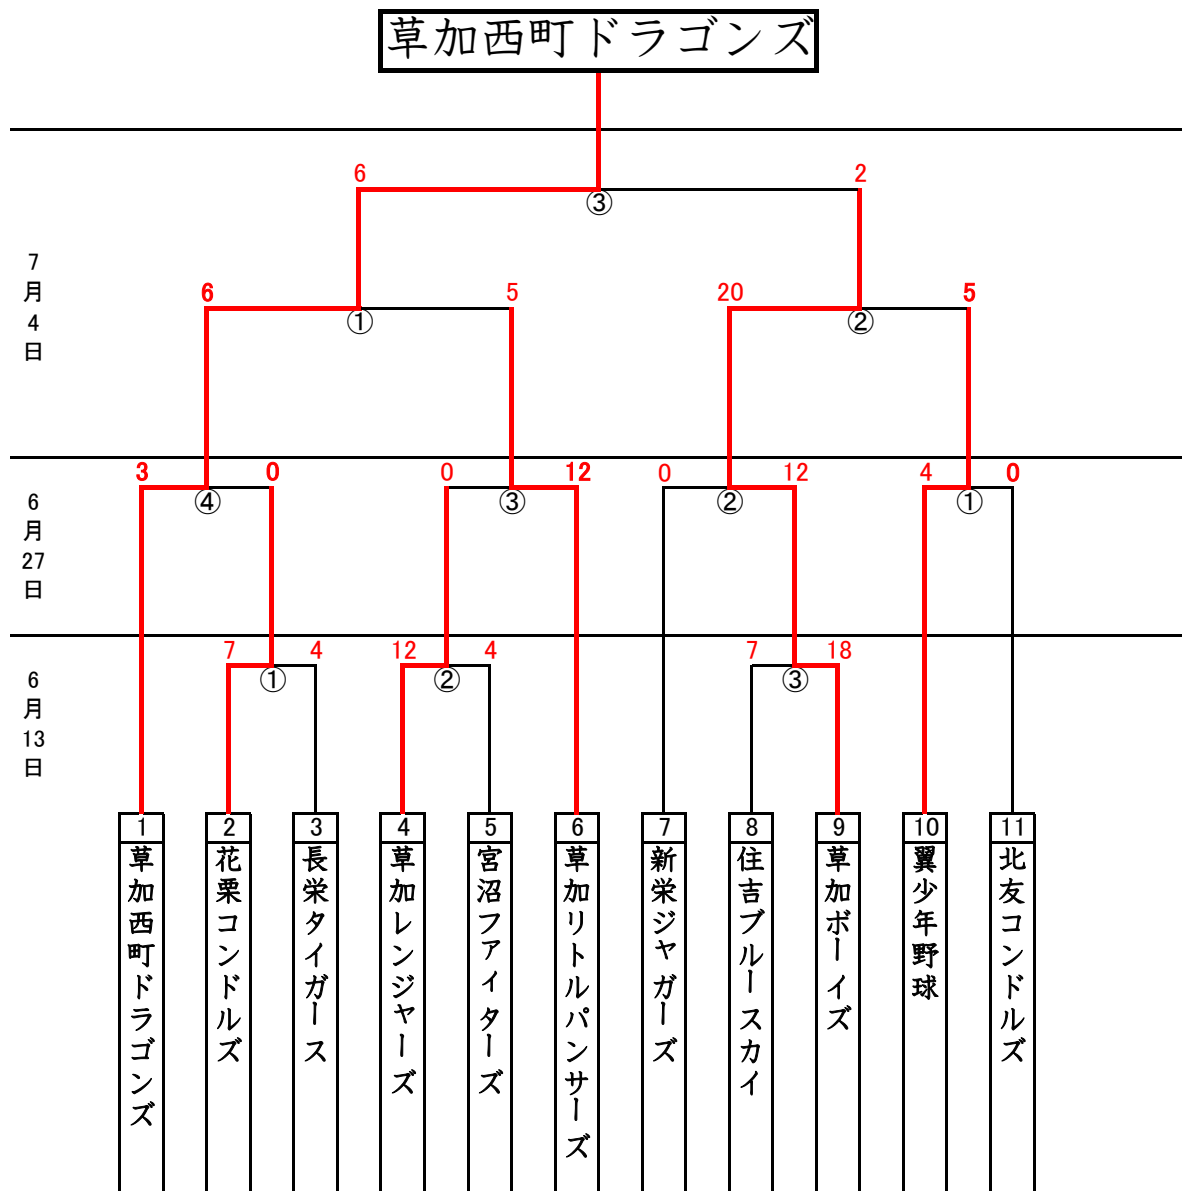 草加西町ドラゴンズ
6
2
③
7月4日
6
5
20
5
①
②
3
0
0
12
0
12
4
0
④
③
②
①
6月27日
7
4
12
4
7
18
①
②
③
6月13日
1
2
3
4
5
6
7
8
9
10
11
草加西町ドラゴンズ
花栗コンドルズ
長栄タイガース
草加レンジャーズ
宮沼ファイターズ
草加リトルパンサーズ
新栄ジャガーズ
住吉ブルースカイ
草加ボーイズ
翼少年野球
北友コンドルズ